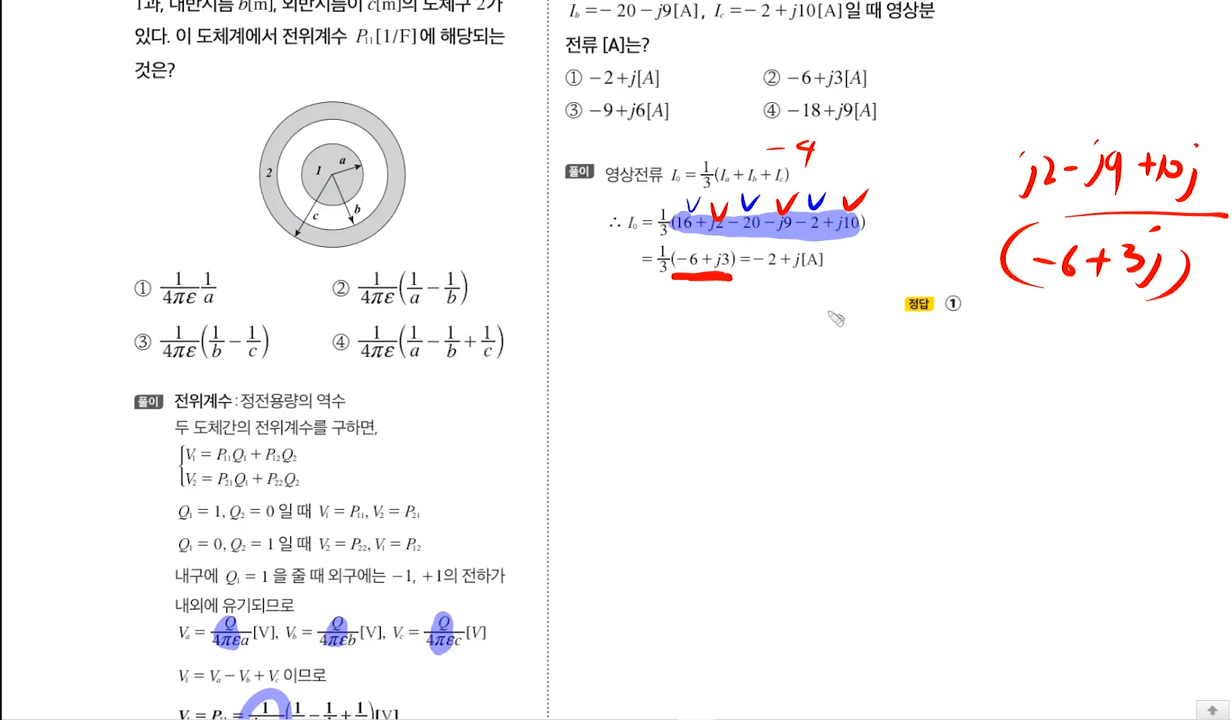 1과, 내반지름 b[m], 외반지름이 c[m]의 도체구 2가
있다. 이 도체계에서 전위계수 P₁₁[1/F]에 해당되는
것은?
2 1 a b c
① 1/4πε 1/a
② 1/4πε(1/a − 1/b)
③ 1/4πε(1/b − 1/c)
④ 1/4πε(1/a − 1/b + 1/c)
풀이 전위계수 : 정전용량의 역수
두 도체간의 전위계수를 구하면,
V₁ = P₁₁Q₁ + P₁₂Q₂
V₂ = P₂₁Q₁ + P₂₂Q₂
Q₁ = 1, Q₂ = 0 일 때 V₁ = P₁₁, V₂ = P₂₁
Q₁ = 0, Q₂ = 1 일 때 V₂ = P₂₂, V₁ = P₁₂
내구에 Q₁ = 1 을 줄 때 외구에는 −1, +1의 전하가
내외에 유기되므로
Vₐ = Q/4πεa[V], V_b = Q/4πεb[V], V_c = Q/4πεc[V]
V₁ = Vₐ − V_b + V_c 이므로
I_b = − 20 − j9[A], I_c = − 2 + j10[A]일 때 영상분
전류 [A]는?
① − 2 + j[A]
② − 6 + j3[A]
③ − 9 + j6[A]
④ − 18 + j9[A]
− 4
풀이 영상전류 I₀ = 1/3(Iₐ + I_b + I_c)
∴ I₀ = 1/3(16 + j2 − 20 − j9 − 2 + j10)
= 1/3(− 6 + j3) = − 2 + j[A]
정답 ①
j2 − j9 + 10j
(−6 + 3j)